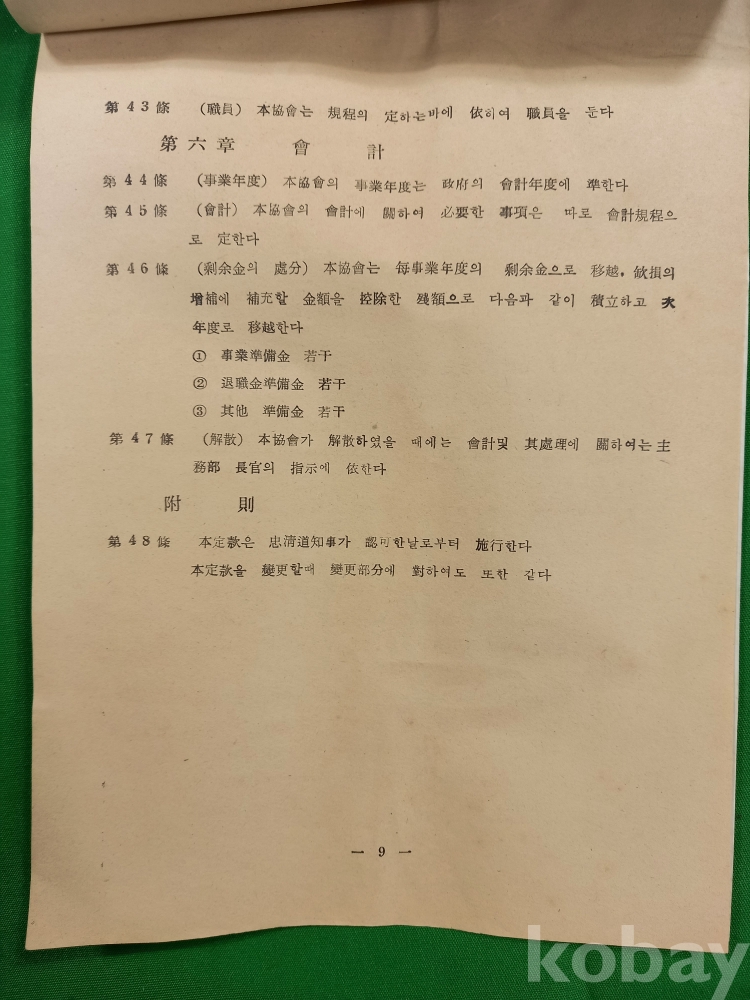 第43條 (職員) 本協會는 規程의 定하는바에 依하여 職員을 둔다
第六章 會計
第44條 (事業年度) 本協會의 事業年度는 政府의 會計年度에 準한다
第45條 (會計) 本協會의 會計에 關하여 必要한 事項은 따로 會計規程으
로 定한다
第46條 (剩余金의 處分) 本協會는 每事業年度의 剩余金으로 移越, 缺損의
增補에 補充할 金額을 控除한 残額으로 다음과 같이 積立하고 次
年度로 移越한다
① 事業準備金 若干
② 退職金準備金 若干
③ 其他 準備金 若干
第47條 (解散) 本協會가 解散하였을 때에는 會計및 其處理에 關하여는 主
務部 長官의 指示에 依한다
附則
第48條 本定款은 忠清道知事가 認可한날로부터 施行한다
本定款을 變更할때 變更部分에 對하여도 또한 같다
— 9 —
kobay